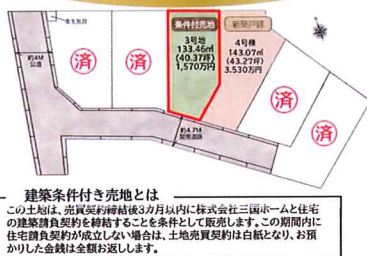 条件付売地
3号地
133.46㎡
(40.37坪)
1,570万円
新築戸建
4号棟
143.07㎡
(43.27坪)
3,530万円
済
済
済
済
約4M
公道
約4.7M
開発道路
建築条件付き売地とは
この土地は、売買契約締結後3カ月以内に株式会社三国ホームと住宅
の建築請負契約を締結することを条件として販売します。この期間内に
住宅請負契約が成立しない場合は、土地売買契約は白紙となり、お預
かりした金銭は全額お返しします。